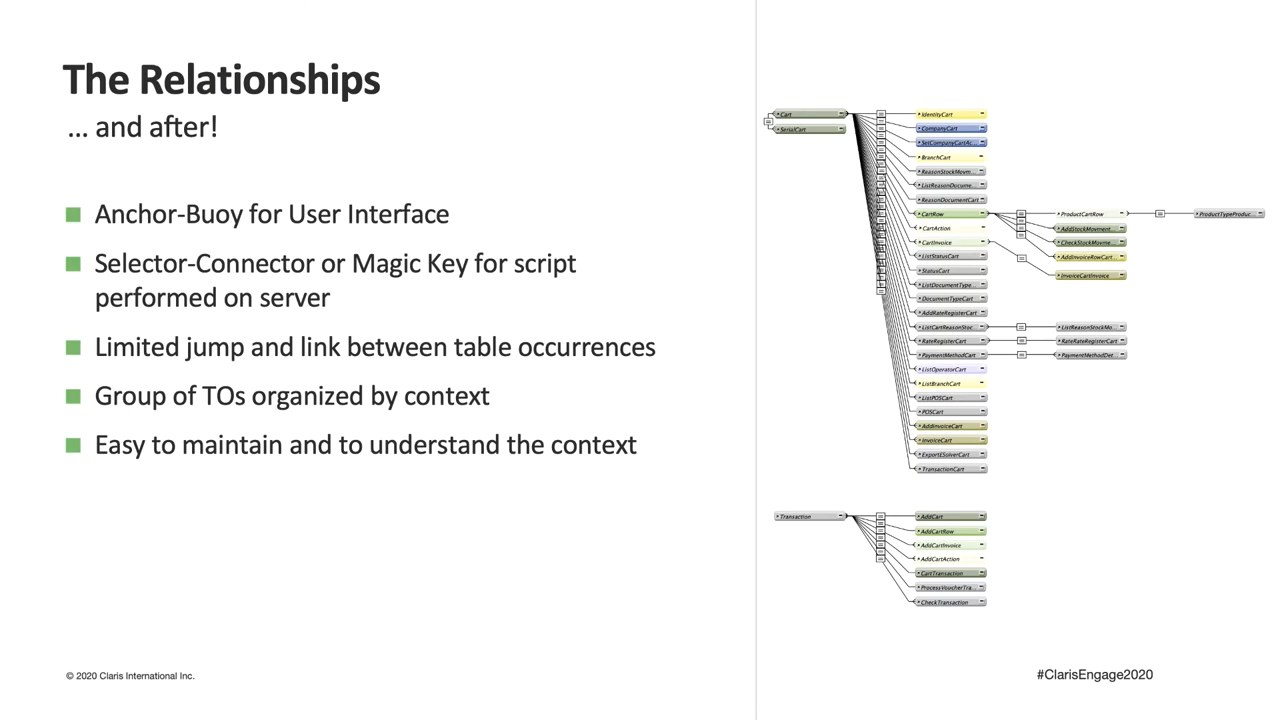 The Relationships
... and after!
Anchor-Buoy for User Interface
Selector-Connector or Magic Key for script
performed on server
Limited jump and link between table occurrences
Group of TOs organized by context
Easy to maintain and to understand the context
Cart
SerialCart
IdentityCart
CompanyCart
SetCompanyCartAc...
BranchCart
ReasonStockMovm...
ListReasonDocume...
ReasonDocumentCart
CartRow
CartAction
CartInvoice
ListStatusCart
StatusCart
ListDocumentType...
DocumentTypeCart
AddRateRegisterCart
ListCartReasonStoc...
RateRegisterCart
PaymentMethodCart
ListOperatorCart
ListBranchCart
ListPOSCart
POSCart
AddInvoiceCart
InvoiceCart
ExportESolverCart
TransactionCart
ProductCartRow
AddStockMovment...
CheckStockMovme...
AddInvoiceRowCart...
InvoiceCartInvoice
ListReasonStockMo...
RateRateRegisterCart
PaymentMethodDet...
ProductTypeProduc...
Transaction
AddCart
AddCartRow
AddCartInvoice
AddCartAction
CartTransaction
ProcessVoucherTra...
CheckTransaction
© 2020 Claris International Inc.
#ClarisEngage2020